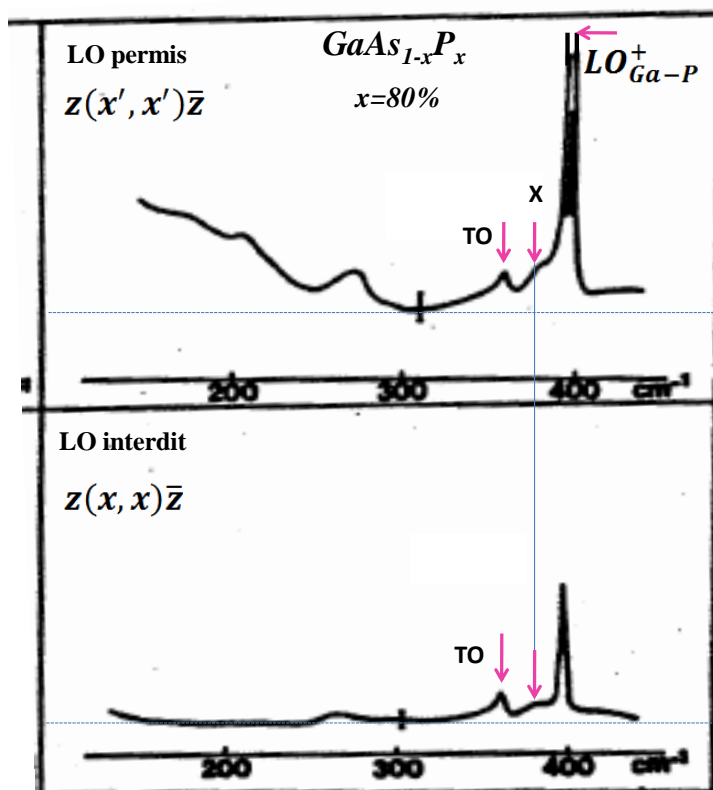 LO permis
GaAs₁₋ₓPₓ
z(x′, x′)z̄
x=80%
LO⁺Ga−P
X
TO
200 300 400 cm⁻¹
LO interdit
z(x, x)z̄
TO
200 300 400 cm⁻¹